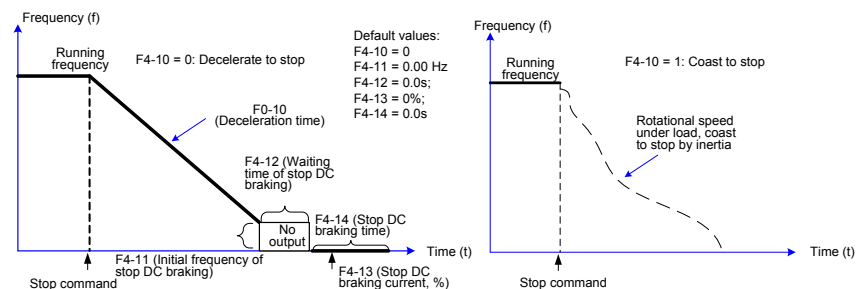 Frequency (f)
Running
frequency
F4-10 = 0: Decelerate to stop
Default values:
F4-10 = 0
F4-11 = 0.00 Hz
F4-12 = 0.0s;
F4-13 = 0%;
F4-14 = 0.0s
F0-10
(Deceleration time)
F4-12 (Waiting
time of stop DC
braking)
No
output
F4-14 (Stop DC
braking time)
Time (t)
F4-11 (Initial frequency of
stop DC braking)
Stop command
F4-13 (Stop DC
braking current, %)
Frequency (f)
Running
frequency
F4-10 = 1: Coast to stop
Rotational speed
under load, coast
to stop by inertia
Time (t)
Stop command